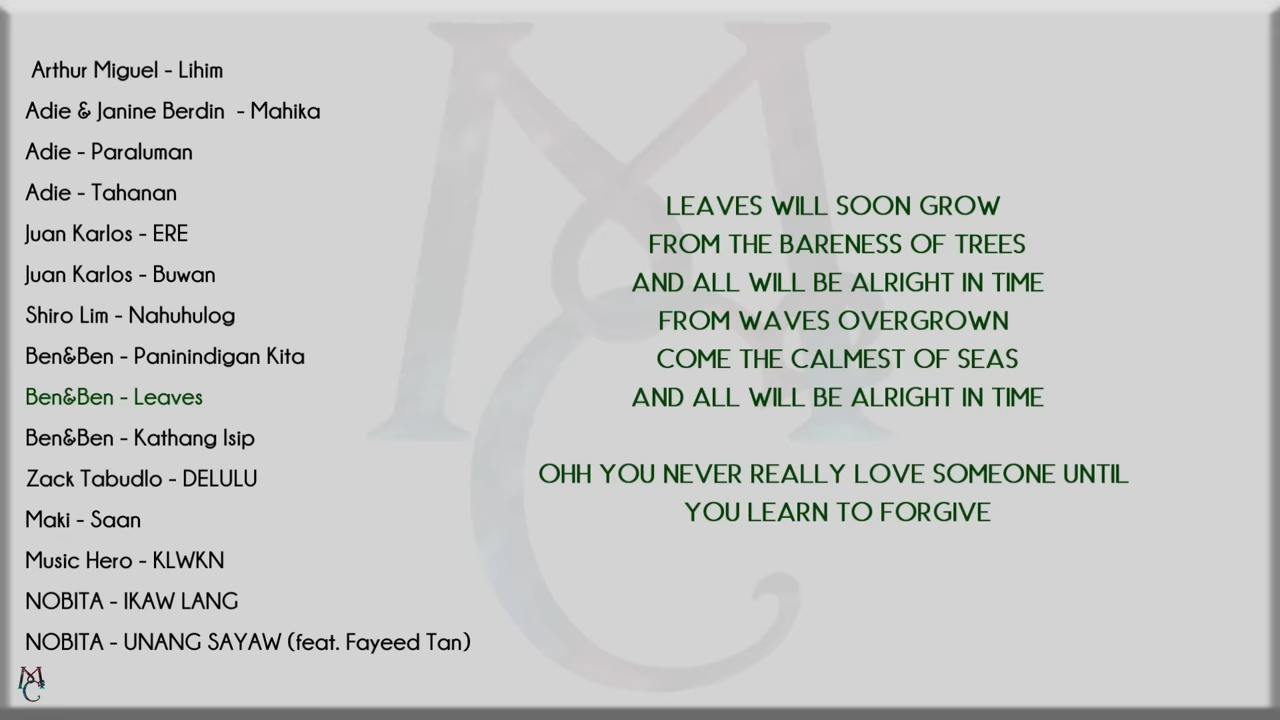 Arthur Miguel - Lihim
Adie & Janine Berdin - Mahika
Adie - Paraluman
Adie - Tahanan
Juan Karlos - ERE
Juan Karlos - Buwan
Shiro Lim - Nahuhulog
Ben&Ben - Paninindigan Kita
Ben&Ben - Leaves
Ben&Ben - Kathang Isip
Zack Tabudlo - DELULU
Maki - Saan
Music Hero - KLWKN
NOBITA - IKAW LANG
NOBITA - UNANG SAYAW (feat. Fayeed Tan)
MC
LEAVES WILL SOON GROW
FROM THE BARENESS OF TREES
AND ALL WILL BE ALRIGHT IN TIME
FROM WAVES OVERGROWN
COME THE CALMEST OF SEAS
AND ALL WILL BE ALRIGHT IN TIME
OHH YOU NEVER REALLY LOVE SOMEONE UNTIL
YOU LEARN TO FORGIVE